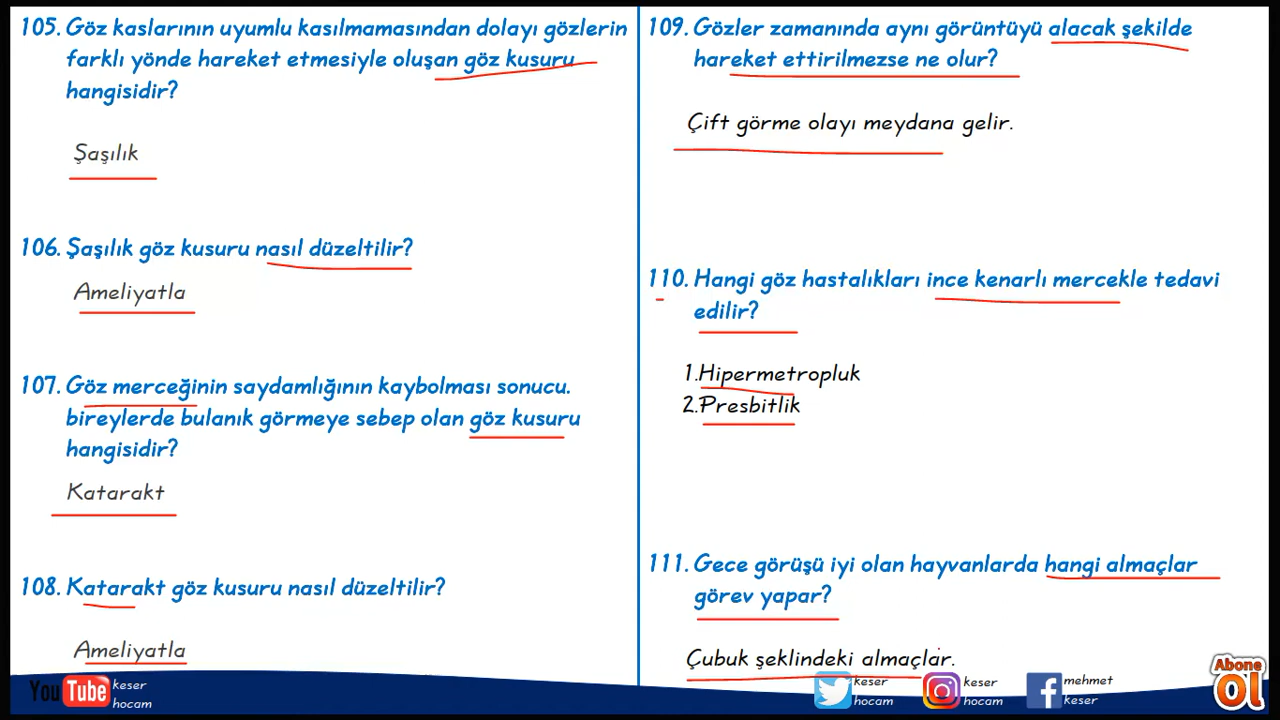 105. Göz kaslarının uyumlu kasılmamasından dolayı gözlerin
farklı yönde hareket etmesiyle oluşan göz kusuru
hangisidir?
Şaşılık
106. Şaşılık göz kusuru nasıl düzeltilir?
Ameliyatla
107. Göz merceğinin saydamlığının kaybolması sonucu.
bireylerde bulanık görmeye sebep olan göz kusuru
hangisidir?
Katarakt
108. Katarakt göz kusuru nasıl düzeltilir?
Ameliyatla
109. Gözler zamanında aynı görüntüyü alacak şekilde
hareket ettirilmezse ne olur?
Çift görme olayı meydana gelir.
110. Hangi göz hastalıkları ince kenarlı mercekle tedavi
edilir?
1.Hipermetropluk
2.Presbitlik
111. Gece görüşü iyi olan hayvanlarda hangi almaçlar
görev yapar?
Çubuk şeklindeki almaçlar.
YouTube keser
hocam
keser
hocam
keser
hocam
mehmet
keser
Abone
OL